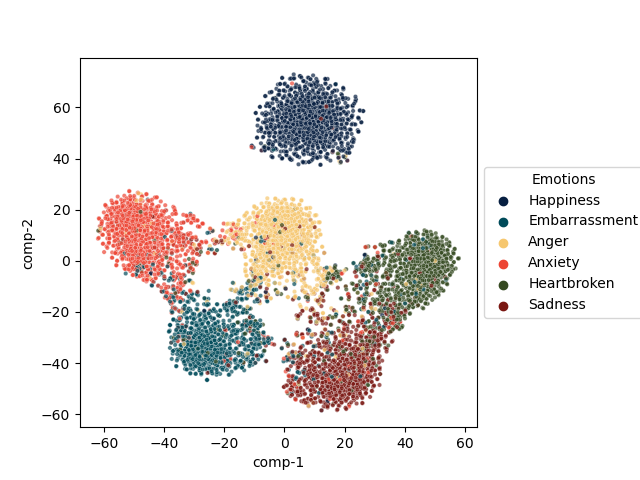 60
40
20
0
−20
−40
−60
comp-2
−60
−40
−20
0
20
40
60
comp-1
Emotions
Happiness
Embarrassment
Anger
Anxiety
Heartbroken
Sadness